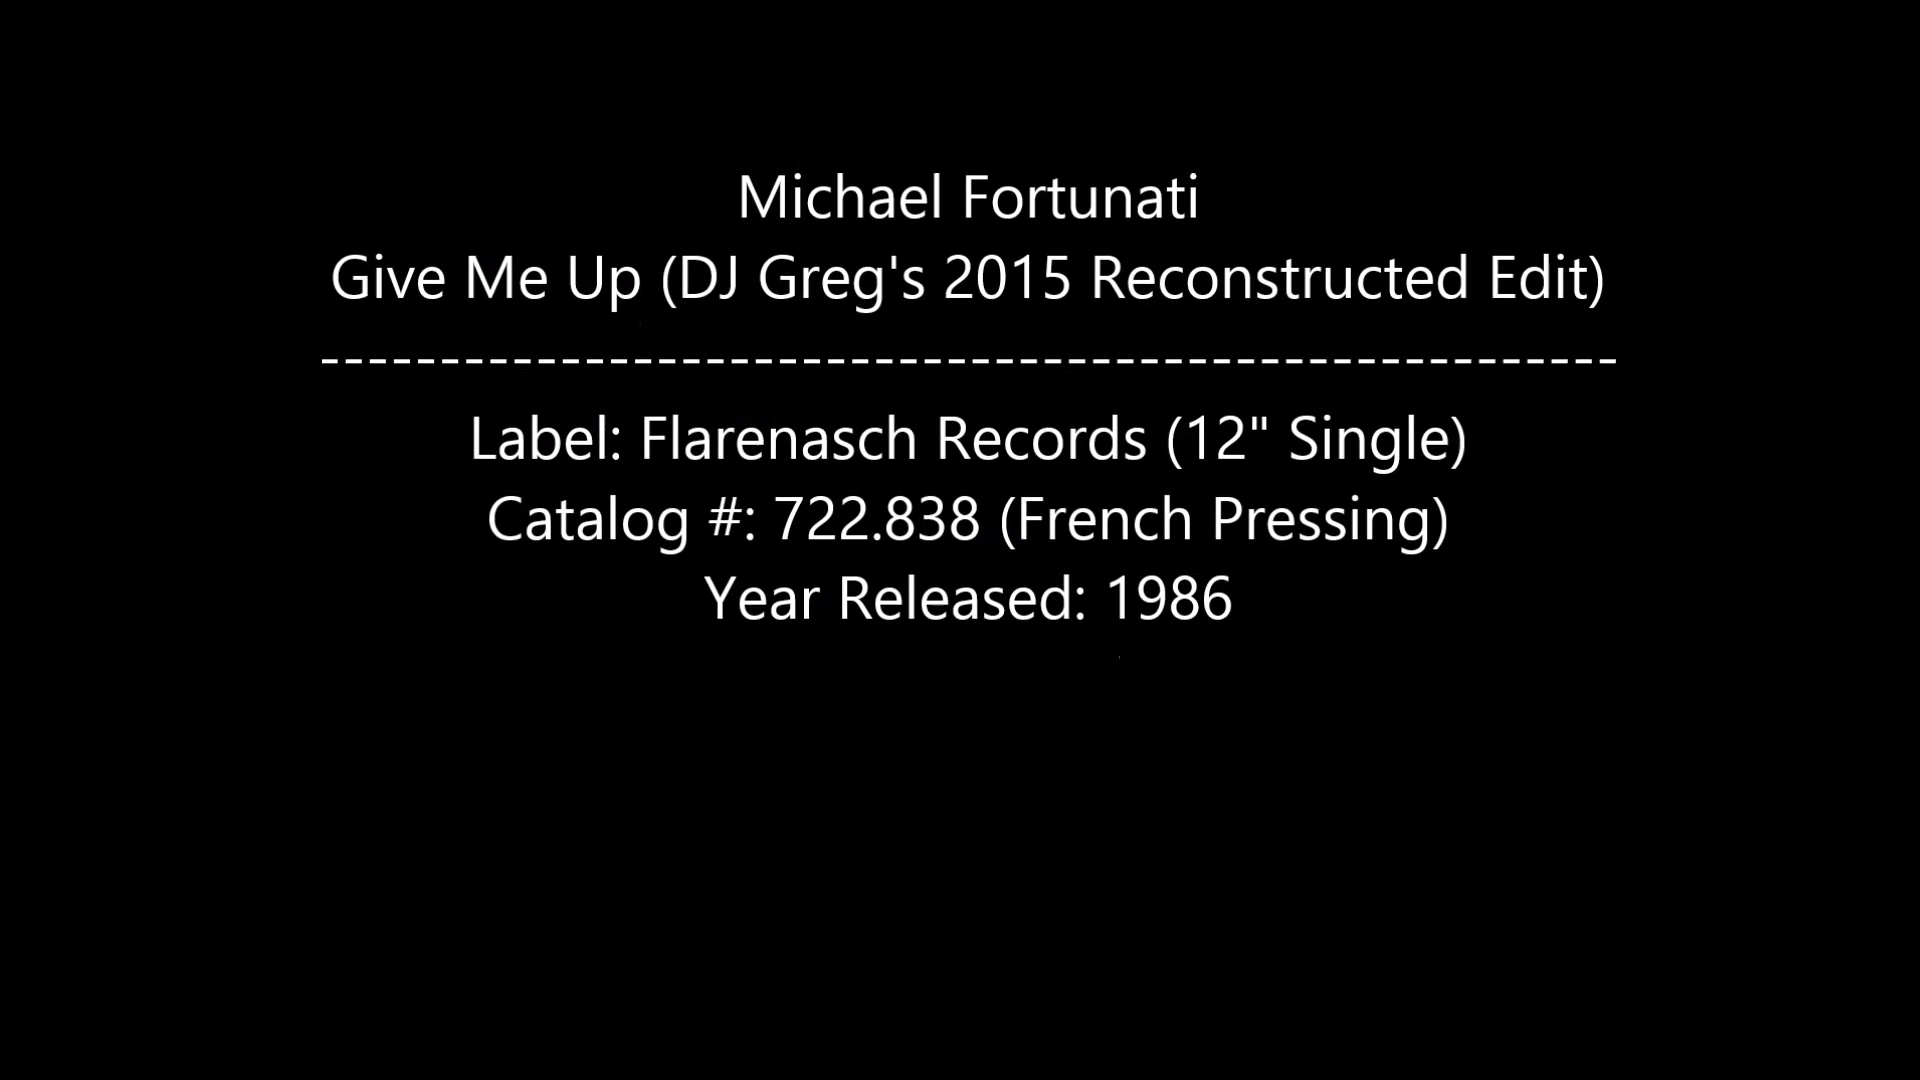 Michael Fortunati
Give Me Up (DJ Greg's 2015 Reconstructed Edit)
------------------------------------------------------
Label: Flarenasch Records (12" Single)
Catalog #: 722.838 (French Pressing)
Year Released: 1986